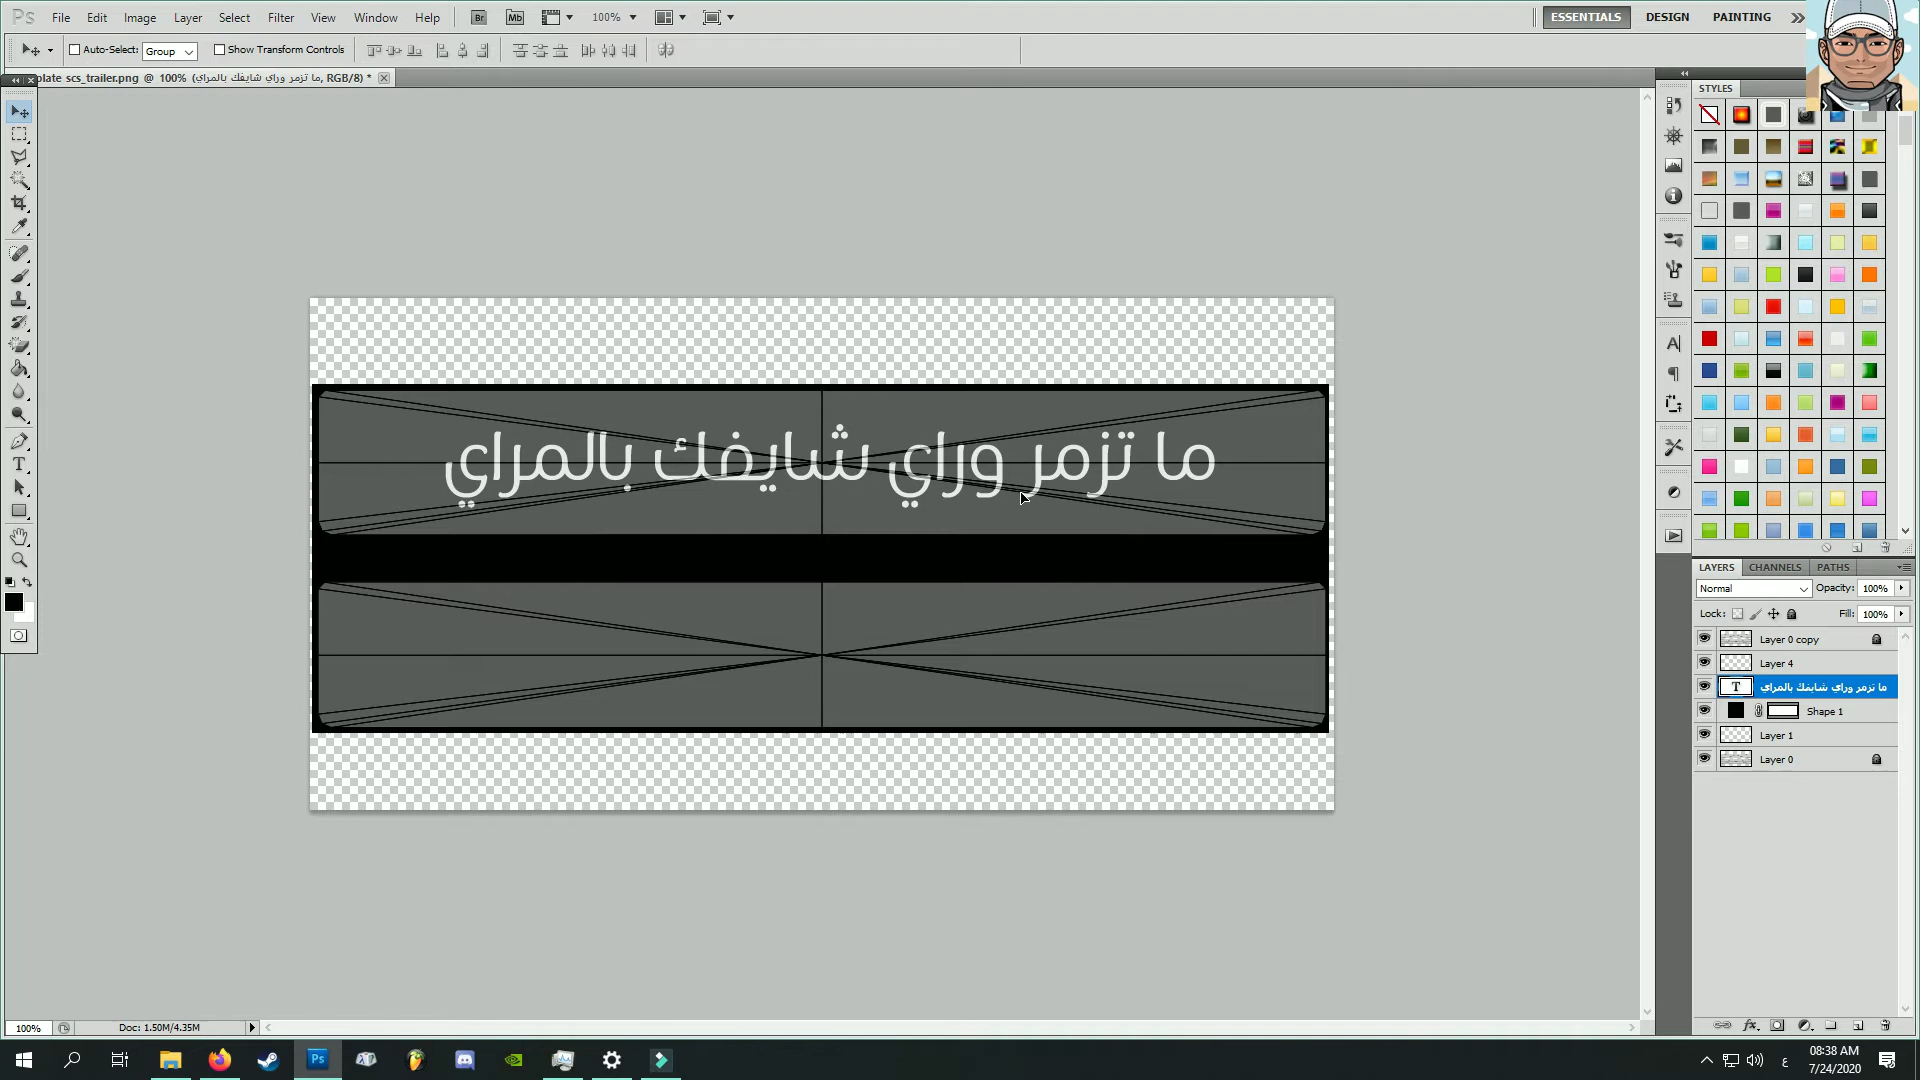 Ps File Edit Image Layer Select Filter View Window Help Br Mb 100% ESSENTIALS DESIGN PAINTING
Auto-Select: Group Show Transform Controls
plate scs_trailer.png @ 100% (ما تزمر وراي شايفك بالمراي, RGB/8) *
STYLES
ما تزمر وراي شايفك بالمراي
LAYERS CHANNELS PATHS
Normal Opacity: 100%
Lock: Fill: 100%
Layer 0 copy
Layer 4
T ما تزمر وراي شايفك بالمراي
Shape 1
Layer 1
Layer 0
100% Doc: 1.50M/4.35M
08:38 AM
7/24/2020
ع